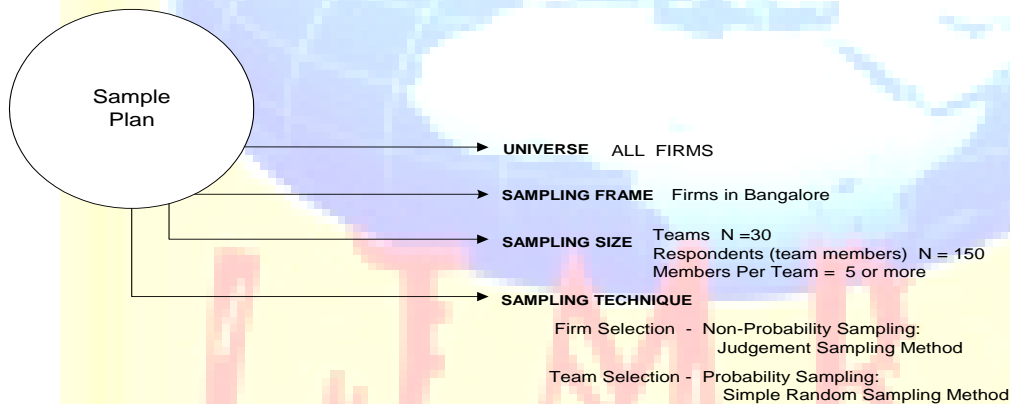 Sample
Plan
UNIVERSE ALL FIRMS
SAMPLING FRAME Firms in Bangalore
SAMPLING SIZE Teams N =30
Respondents (team members) N = 150
Members Per Team = 5 or more
SAMPLING TECHNIQUE
Firm Selection - Non-Probability Sampling:
Judgement Sampling Method
Team Selection - Probability Sampling:
Simple Random Sampling Method